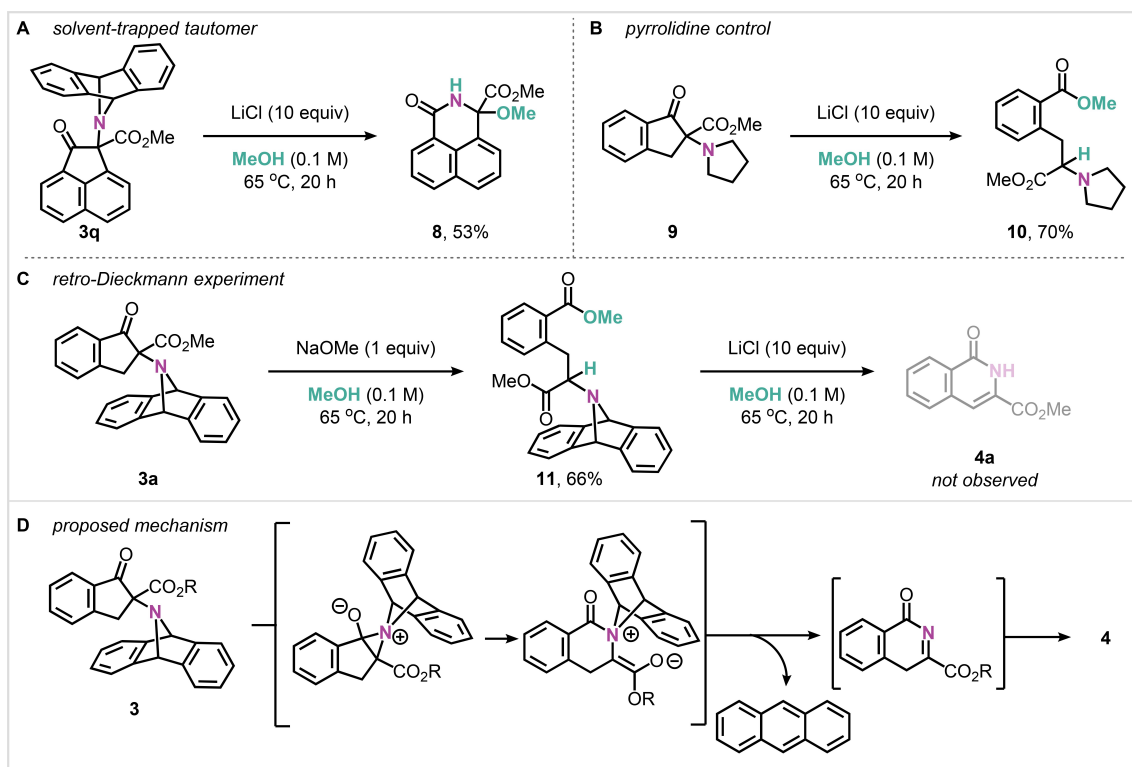 A solvent-trapped tautomer
O
N
CO2Me
3q
LiCl (10 equiv)
MeOH (0.1 M)
65 °C, 20 h
O
H
N
CO2Me
OMe
8, 53%
B pyrrolidine control
O
CO2Me
N
9
LiCl (10 equiv)
MeOH (0.1 M)
65 °C, 20 h
O
OMe
H
MeO2C
N
10, 70%
C retro-Dieckmann experiment
O
CO2Me
N
3a
NaOMe (1 equiv)
MeOH (0.1 M)
65 °C, 20 h
O
OMe
H
MeO
O
N
11, 66%
LiCl (10 equiv)
MeOH (0.1 M)
65 °C, 20 h
O
NH
CO2Me
4a
not observed
D proposed mechanism
O
CO2R
N
3
⊖
O
N
⊕
CO2R
O
N
⊕
O ⊖
OR
O
N
CO2R
4